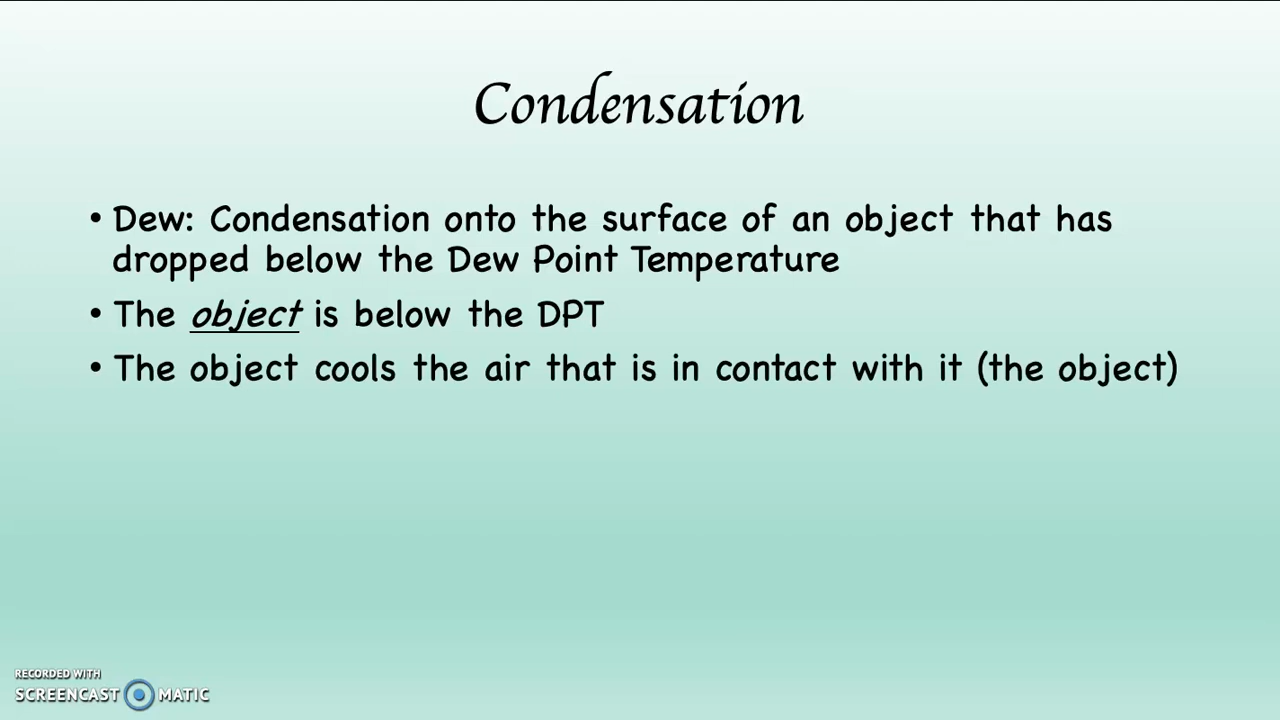 Condensation
• Dew: Condensation onto the surface of an object that has
dropped below the Dew Point Temperature
• The object is below the DPT
• The object cools the air that is in contact with it (the object)
RECORDED WITH
SCREENCAST MATIC